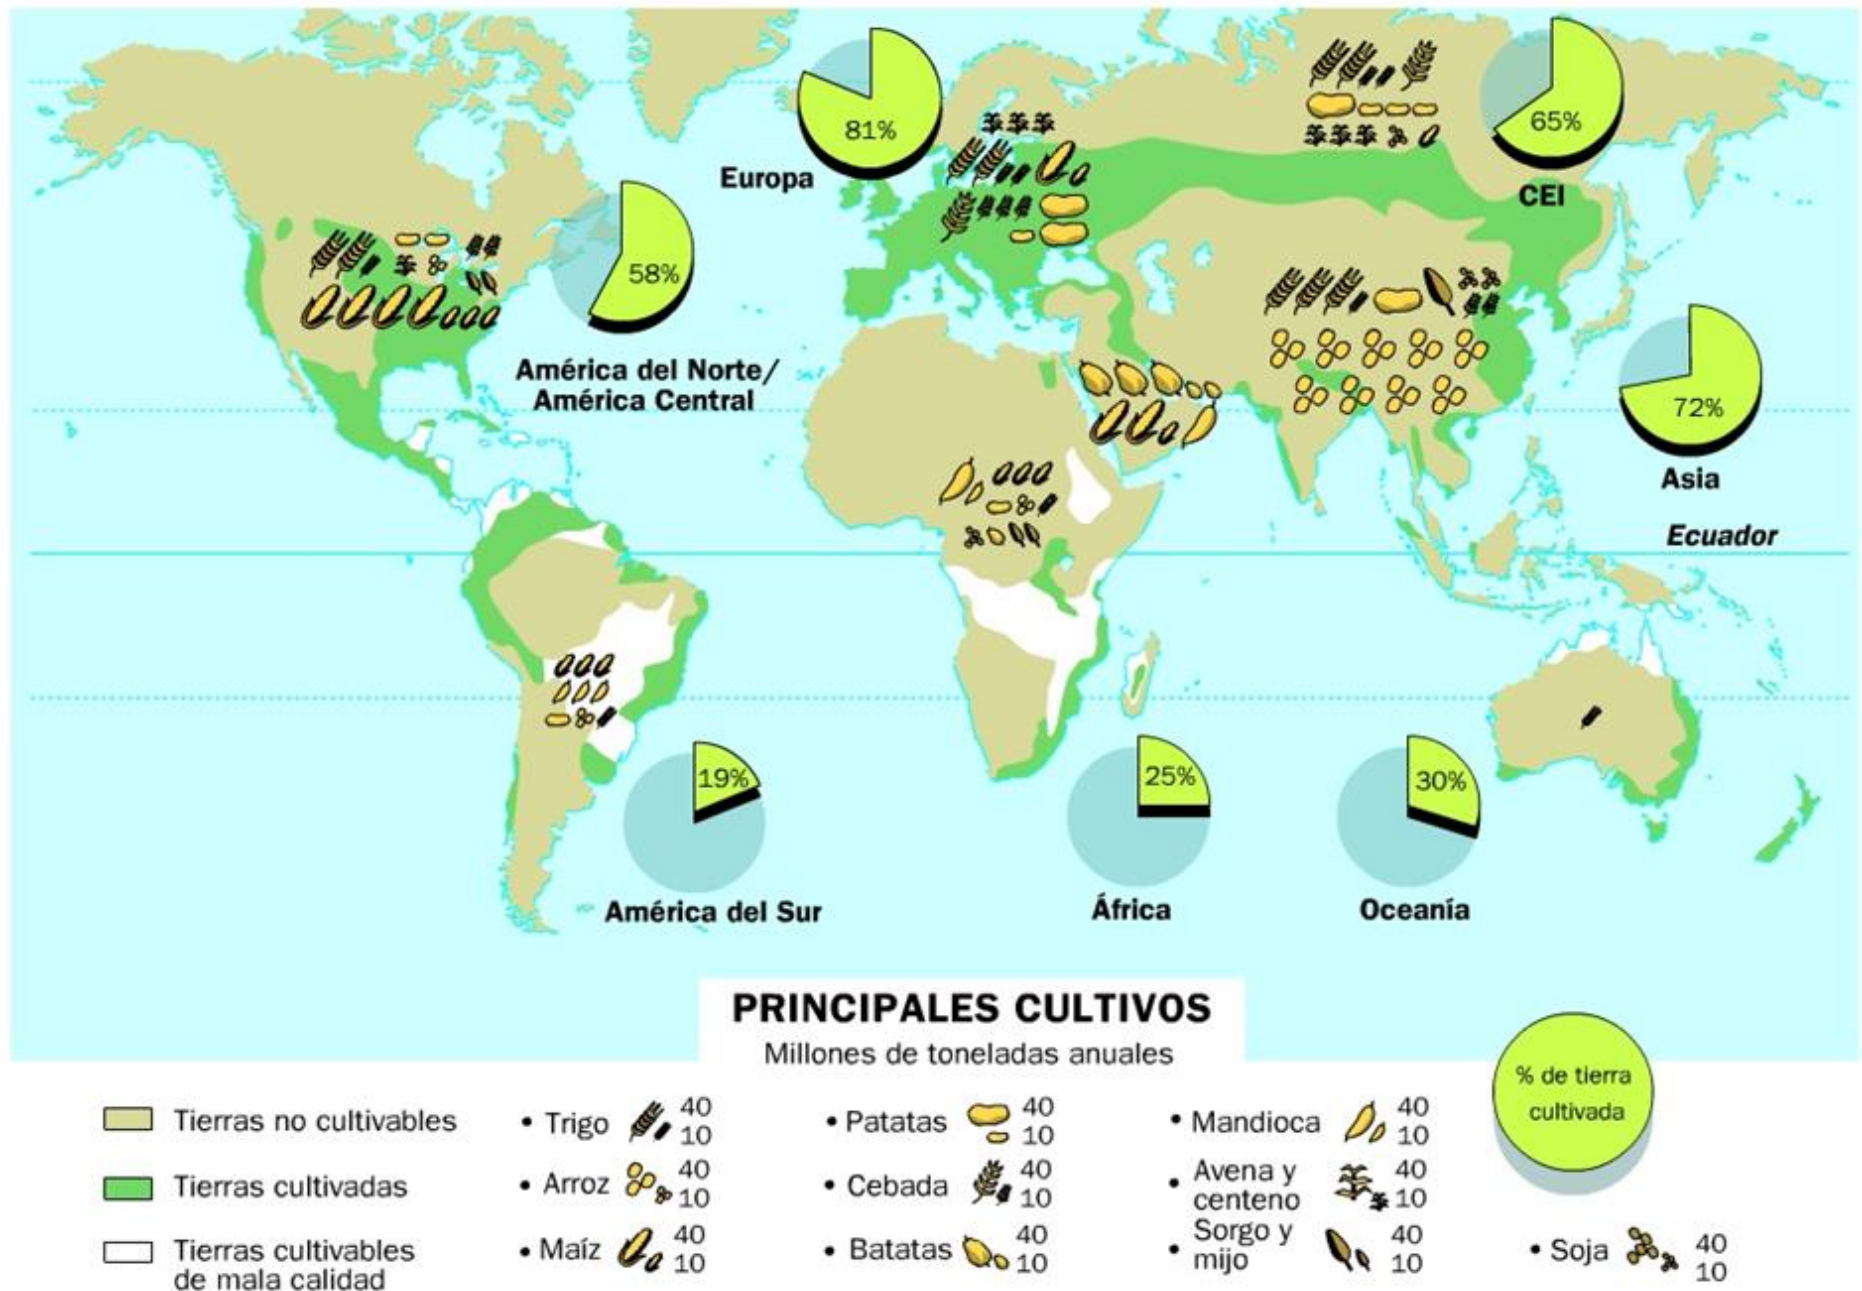 81%
65%
Europa
CEI
58%
América del Norte/
América Central
72%
Asia
Ecuador
19%
25%
30%
América del Sur
África
Oceanía
PRINCIPALES CULTIVOS
Millones de toneladas anuales
% de tierra
cultivada
Tierras no cultivables
Tierras cultivadas
Tierras cultivables
de mala calidad
• Trigo 40
10
• Arroz 40
10
• Maíz 40
10
• Patatas 40
10
• Cebada 40
10
• Batatas 40
10
• Mandioca 40
10
• Avena y 40
centeno 10
• Sorgo y 40
mijo 10
• Soja 40
10